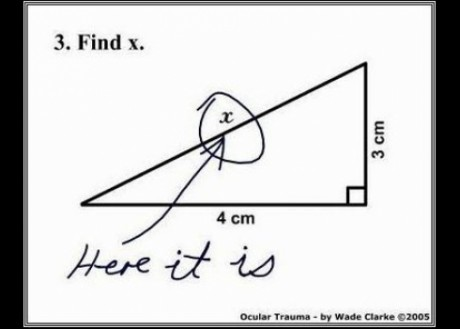 3. Find x.
x
3 cm
4 cm
Here it is
Ocular Trauma - by Wade Clarke ©2005